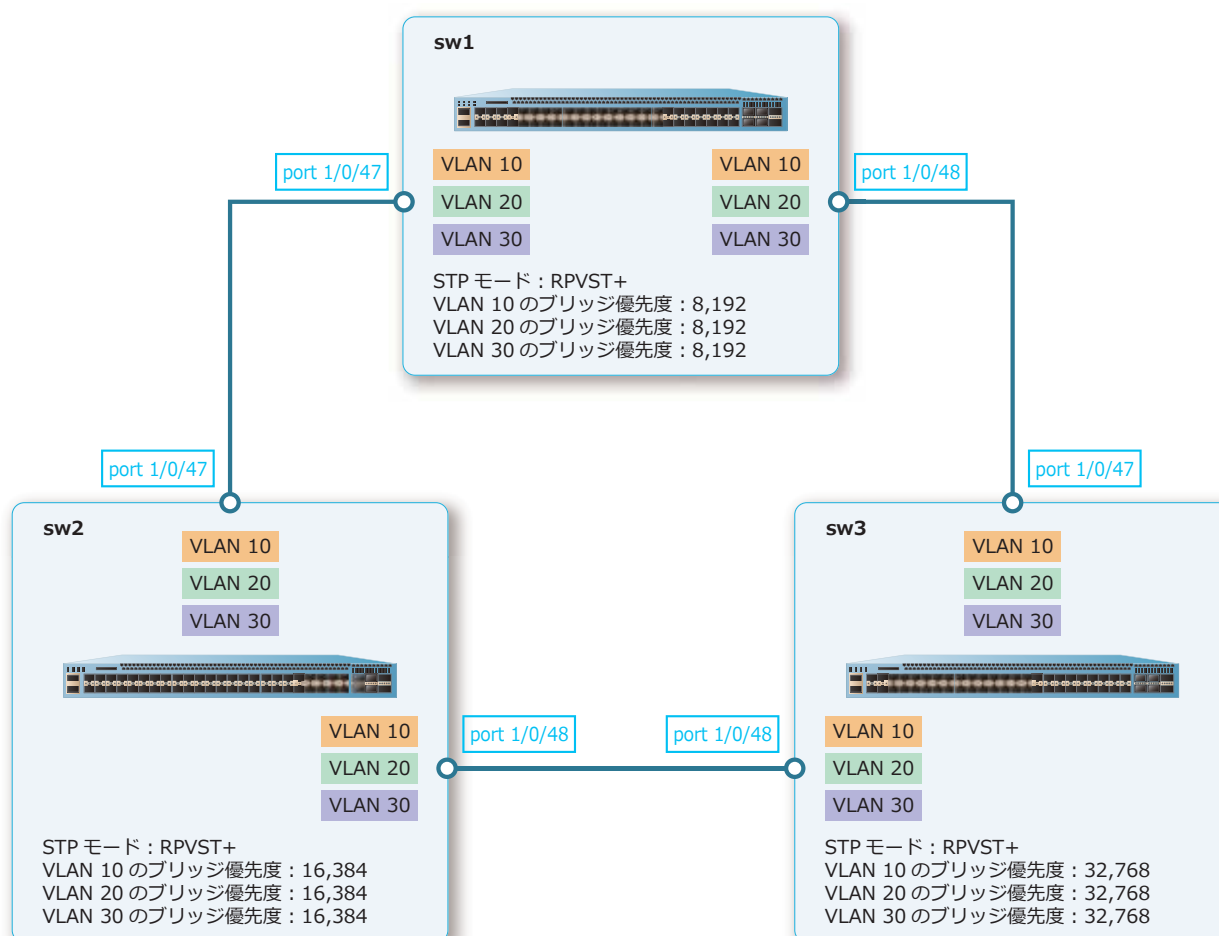 sw1
port 1/0/47
VLAN 10
VLAN 10
port 1/0/48
VLAN 20
VLAN 20
VLAN 30
VLAN 30
STP モード : RPVST+
VLAN 10 のブリッジ優先度 : 8,192
VLAN 20 のブリッジ優先度 : 8,192
VLAN 30 のブリッジ優先度 : 8,192
port 1/0/47
port 1/0/47
sw2
VLAN 10
VLAN 20
VLAN 30
VLAN 10
VLAN 20
VLAN 30
port 1/0/48
STP モード : RPVST+
VLAN 10 のブリッジ優先度 : 16,384
VLAN 20 のブリッジ優先度 : 16,384
VLAN 30 のブリッジ優先度 : 16,384
sw3
VLAN 10
VLAN 20
VLAN 30
port 1/0/48
VLAN 10
VLAN 20
VLAN 30
STP モード : RPVST+
VLAN 10 のブリッジ優先度 : 32,768
VLAN 20 のブリッジ優先度 : 32,768
VLAN 30 のブリッジ優先度 : 32,768